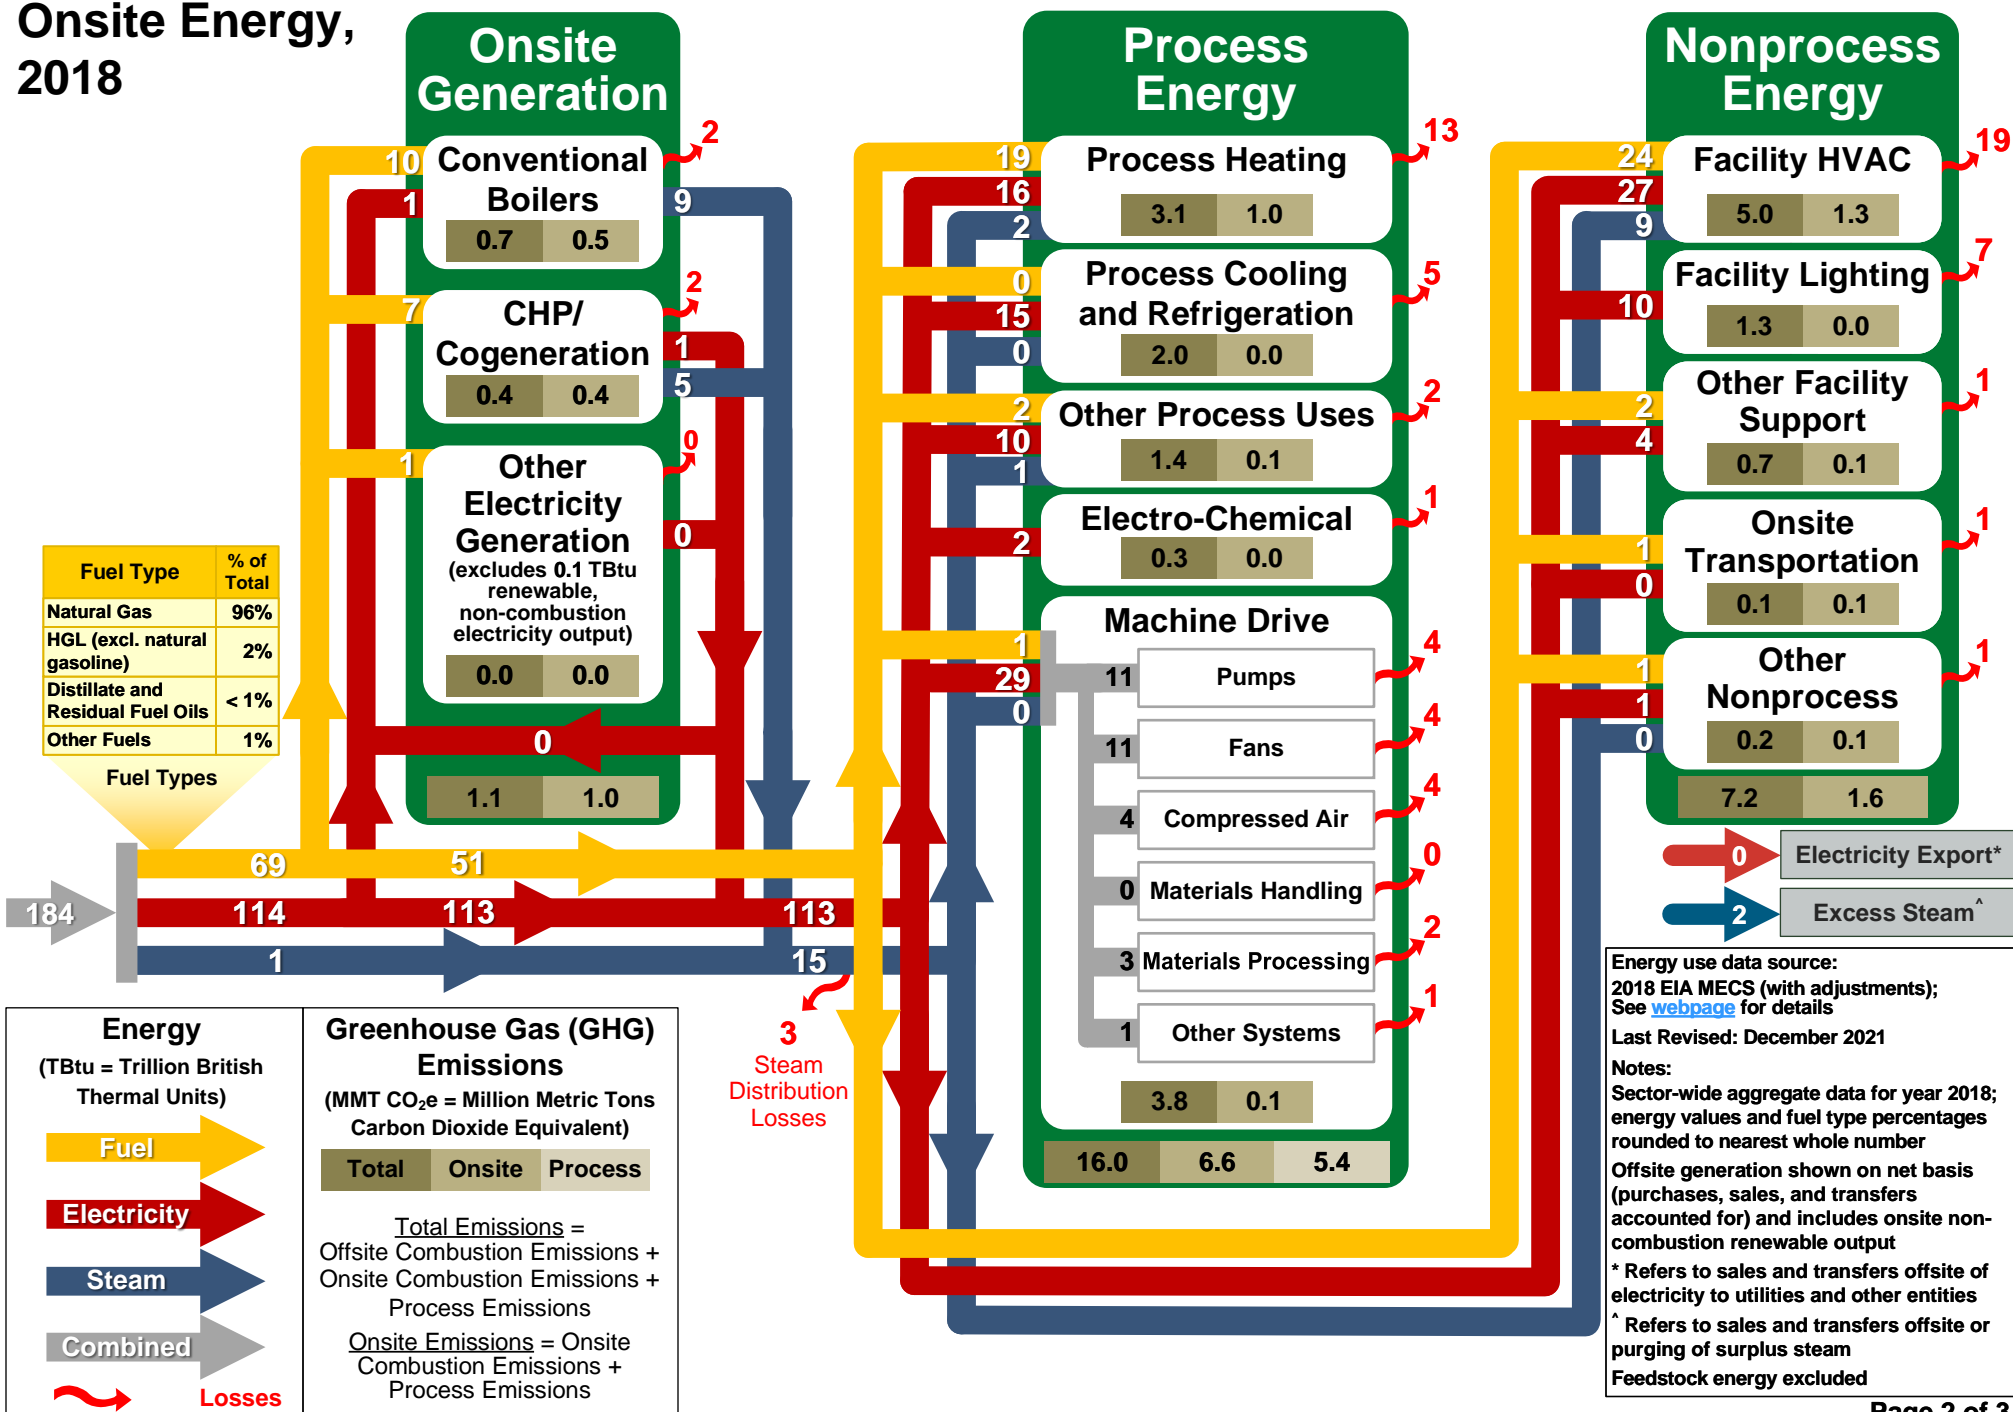 Onsite Energy,
2018
Onsite
Generation
Conventional
Boilers
10
1
2
9
0.7 0.5
CHP/
Cogeneration
7
2
1
5
0.4 0.4
Other
Electricity
Generation
(excludes 0.1 TBtu
renewable,
non-combustion
electricity output)
1
0
0
0.0 0.0
0
1.1 1.0
Fuel Type % of Total
Natural Gas 96%
HGL (excl. natural gasoline) 2%
Distillate and Residual Fuel Oils < 1%
Other Fuels 1%
Fuel Types
184
69 51
114 113 113
1 15
3
Steam
Distribution
Losses
Process
Energy
Process Heating
19
16
2
13
3.1 1.0
Process Cooling
and Refrigeration
0
15
0
5
2.0 0.0
Other Process Uses
2
10
1
2
1.4 0.1
Electro-Chemical
2
1
0.3 0.0
Machine Drive
1
29
0
11 Pumps 4
11 Fans 4
4 Compressed Air 4
0 Materials Handling 0
3 Materials Processing 2
1 Other Systems 1
3.8 0.1
16.0 6.6 5.4
Nonprocess
Energy
Facility HVAC
24
27
9
19
5.0 1.3
Facility Lighting
10
7
1.3 0.0
Other Facility
Support
2
4
1
0.7 0.1
Onsite
Transportation
1
0
1
0.1 0.1
Other
Nonprocess
1
1
0
1
0.2 0.1
7.2 1.6
0 Electricity Export*
2 Excess Steam^
Energy
(TBtu = Trillion British
Thermal Units)
Fuel
Electricity
Steam
Combined
Losses
Greenhouse Gas (GHG)
Emissions
(MMT CO₂e = Million Metric Tons
Carbon Dioxide Equivalent)
Total Onsite Process
Total Emissions =
Offsite Combustion Emissions +
Onsite Combustion Emissions +
Process Emissions
Onsite Emissions = Onsite
Combustion Emissions +
Process Emissions
Energy use data source:
2018 EIA MECS (with adjustments);
See webpage for details
Last Revised: December 2021
Notes:
Sector-wide aggregate data for year 2018;
energy values and fuel type percentages
rounded to nearest whole number
Offsite generation shown on net basis
(purchases, sales, and transfers
accounted for) and includes onsite non-
combustion renewable output
* Refers to sales and transfers offsite of
electricity to utilities and other entities
^ Refers to sales and transfers offsite or
purging of surplus steam
Feedstock energy excluded
Page 2 of 3